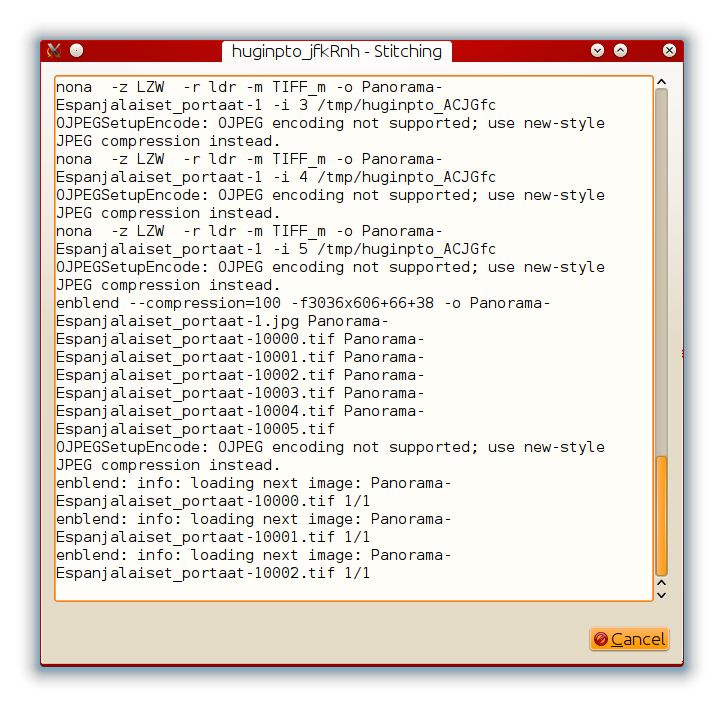 huginpto_jfkRnh - Stitching
nona  -z LZW  -r ldr -m TIFF_m -o Panorama-
Espanjalaiset_portaat-1 -i 3 /tmp/huginpto_ACJGfc
OJPEGSetupEncode: OJPEG encoding not supported; use new-style
JPEG compression instead.
nona  -z LZW  -r ldr -m TIFF_m -o Panorama-
Espanjalaiset_portaat-1 -i 4 /tmp/huginpto_ACJGfc
OJPEGSetupEncode: OJPEG encoding not supported; use new-style
JPEG compression instead.
nona  -z LZW  -r ldr -m TIFF_m -o Panorama-
Espanjalaiset_portaat-1 -i 5 /tmp/huginpto_ACJGfc
OJPEGSetupEncode: OJPEG encoding not supported; use new-style
JPEG compression instead.
enblend --compression=100 -f3036x606+66+38 -o Panorama-
Espanjalaiset_portaat-1.jpg Panorama-
Espanjalaiset_portaat-10000.tif Panorama-
Espanjalaiset_portaat-10001.tif Panorama-
Espanjalaiset_portaat-10002.tif Panorama-
Espanjalaiset_portaat-10003.tif Panorama-
Espanjalaiset_portaat-10004.tif Panorama-
Espanjalaiset_portaat-10005.tif
OJPEGSetupEncode: OJPEG encoding not supported; use new-style
JPEG compression instead.
enblend: info: loading next image: Panorama-
Espanjalaiset_portaat-10000.tif 1/1
enblend: info: loading next image: Panorama-
Espanjalaiset_portaat-10001.tif 1/1
enblend: info: loading next image: Panorama-
Espanjalaiset_portaat-10002.tif 1/1
Cancel